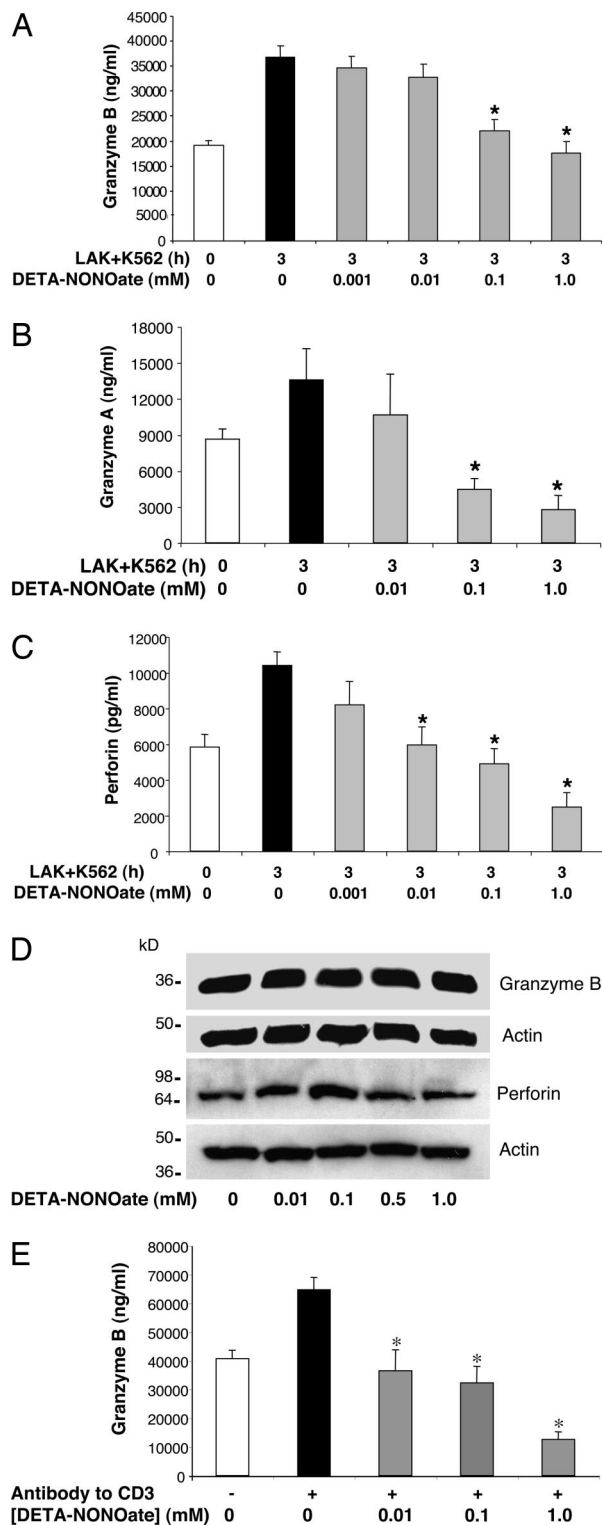 A
Granzyme B (ng/ml)
45000
40000
35000
30000
25000
20000
15000
10000
5000
0
* *
LAK+K562 (h) 0 3 3 3 3 3
DETA-NONOate (mM) 0 0 0.001 0.01 0.1 1.0
B
Granzyme A (ng/ml)
18000
15000
12000
9000
6000
3000
0
* *
LAK+K562 (h) 0 3 3 3 3
DETA-NONOate (mM) 0 0 0.01 0.1 1.0
C
Perforin (pg/ml)
12000
10000
8000
6000
4000
2000
0
* * *
LAK+K562 (h) 0 3 3 3 3 3
DETA-NONOate (mM) 0 0 0.001 0.01 0.1 1.0
D
kD
36- Granzyme B
50- Actin
98-
64- Perforin
50- Actin
36-
DETA-NONOate (mM) 0 0.01 0.1 0.5 1.0
E
Granzyme B (ng/ml)
80000
70000
60000
50000
40000
30000
20000
10000
0
* * *
Antibody to CD3 - + + + +
[DETA-NONOate] (mM) 0 0 0.01 0.1 1.0